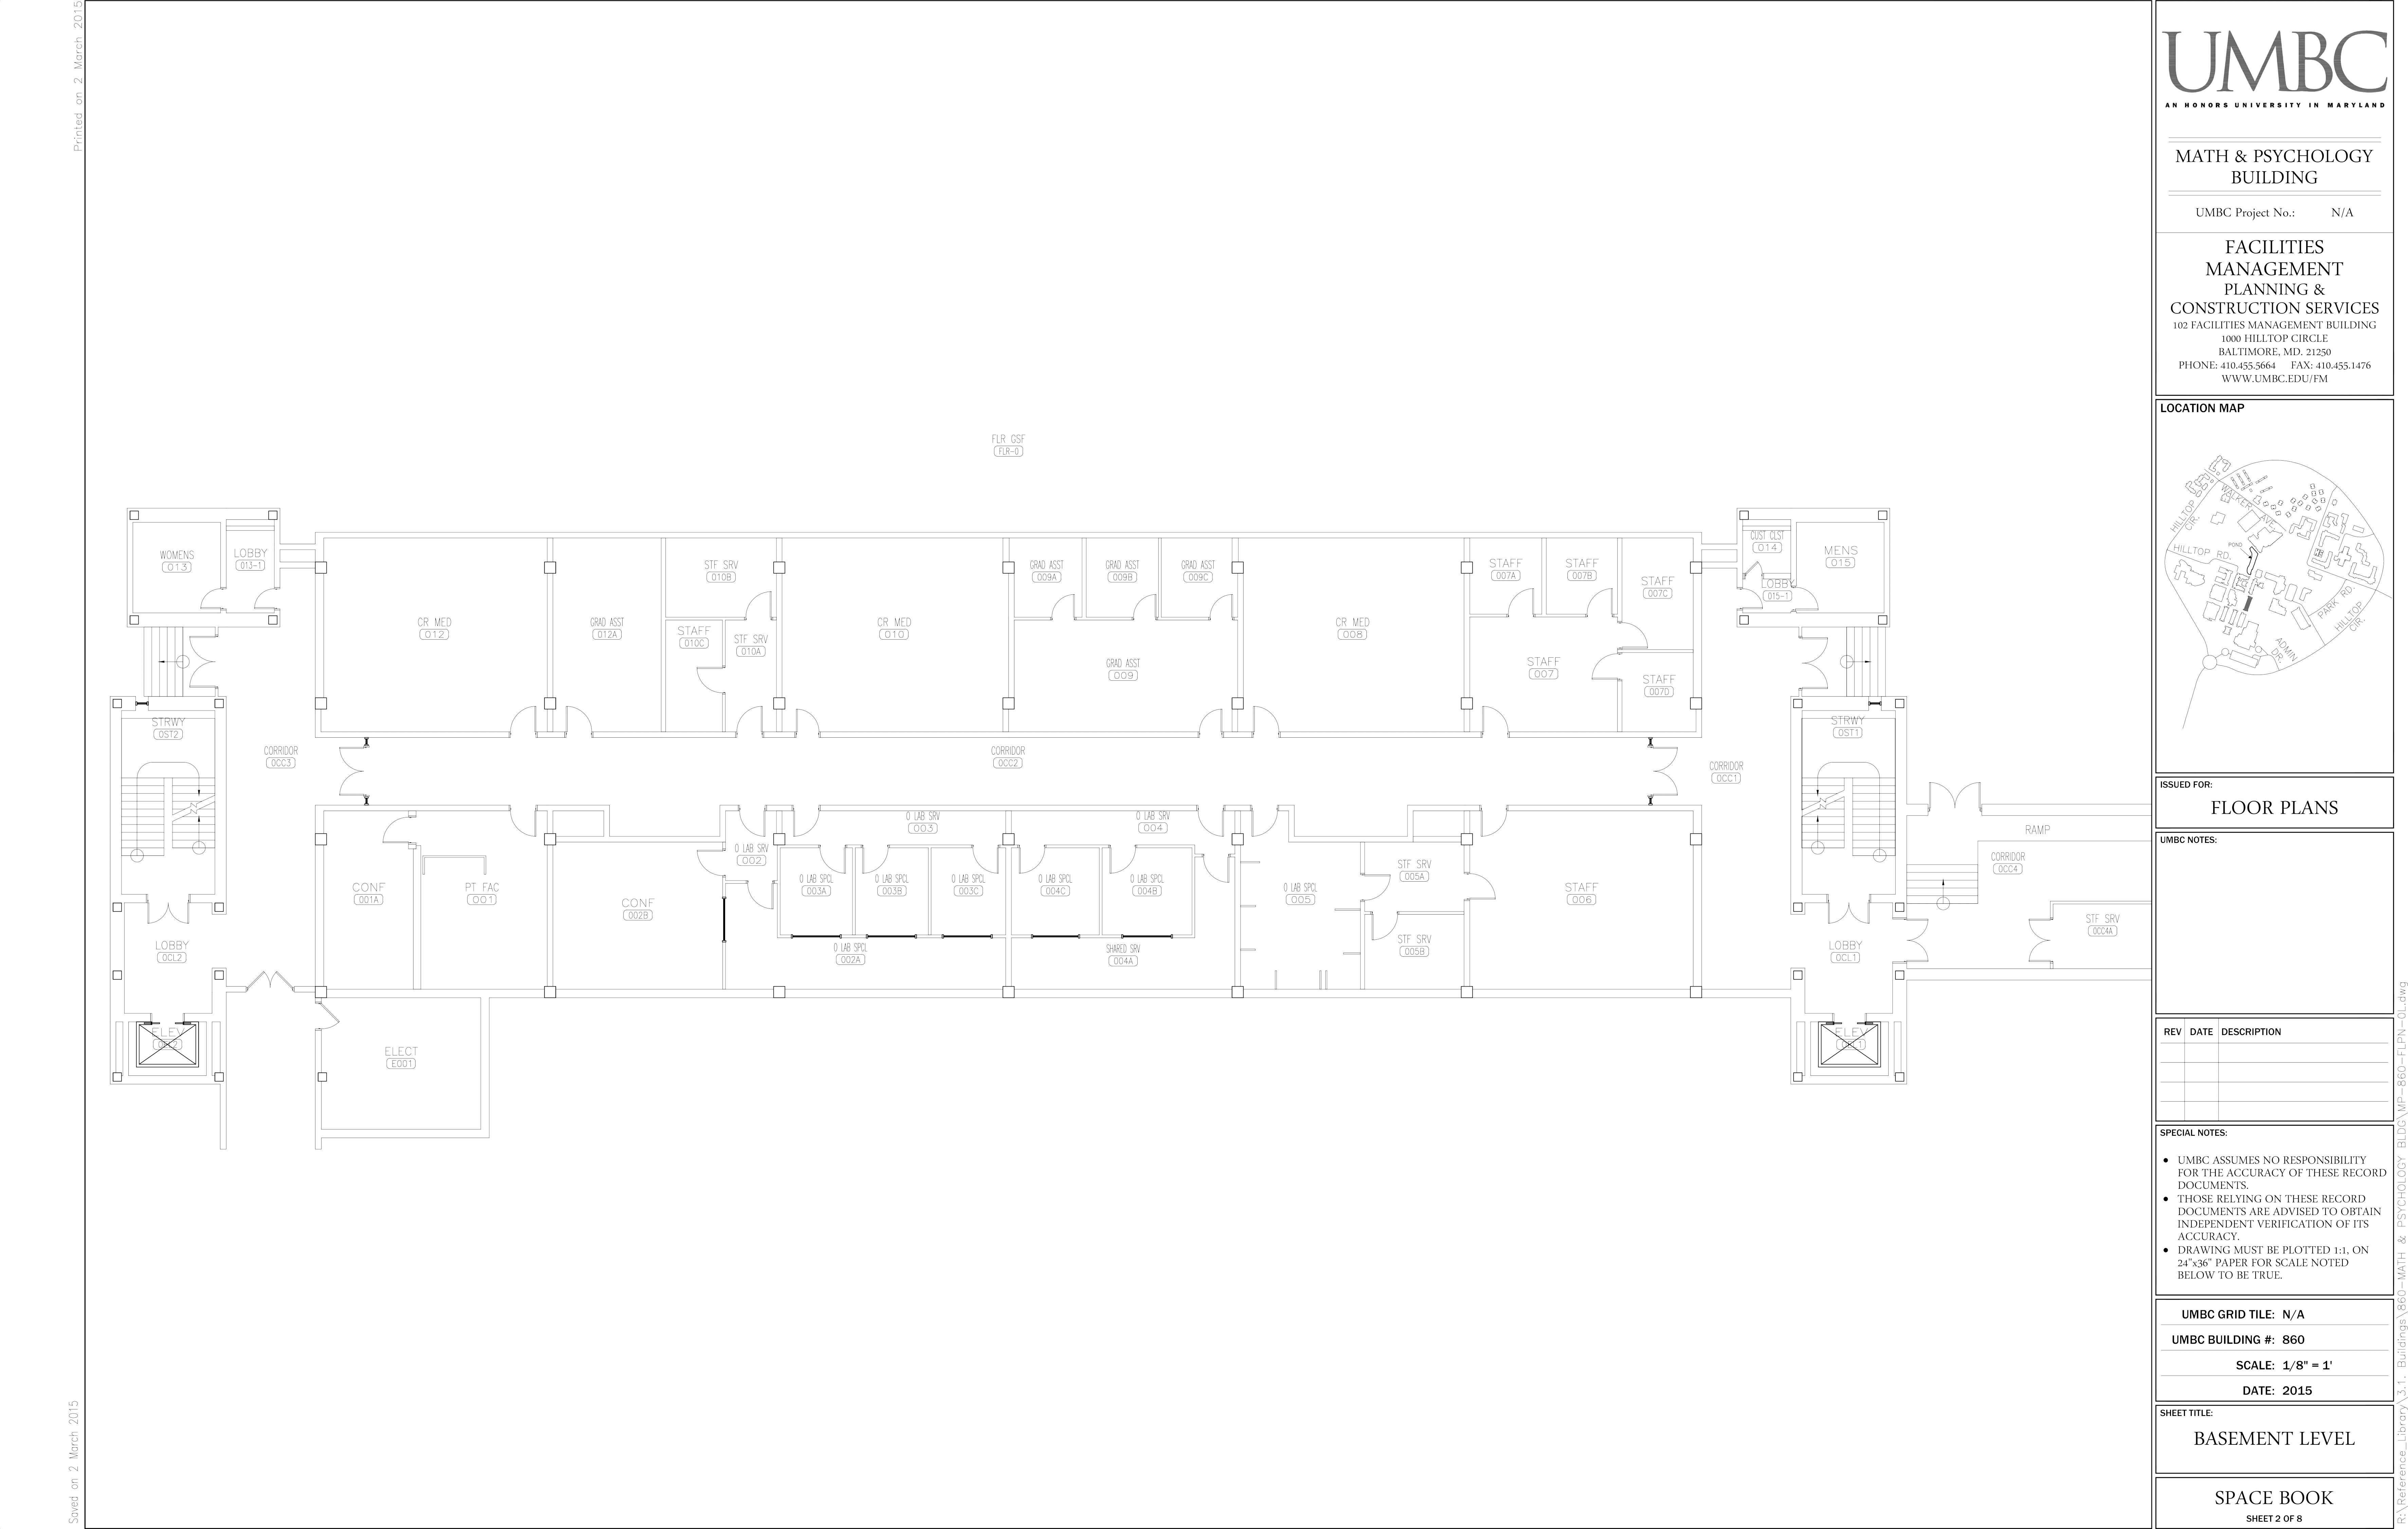 Printed on 2 March 2015
Saved on 2 March 2015
FLR GSF
FLR-0
WOMENS
013
LOBBY
013-1
CR MED
012
GRAD ASST
012A
STF SRV
010B
STAFF
010C
STF SRV
010A
CR MED
010
GRAD ASST
009A
GRAD ASST
009B
GRAD ASST
009C
GRAD ASST
009
CR MED
008
STAFF
007A
STAFF
007B
STAFF
007C
STAFF
007
STAFF
007D
CUST CLST
014
MENS
015
LOBBY
015-1
STRWY
0ST2
CORRIDOR
0CC3
CORRIDOR
0CC2
CORRIDOR
0CC1
STRWY
0ST1
RAMP
CORRIDOR
0CC4
STF SRV
0CC4A
LOBBY
0CL2
CONF
001A
PT FAC
001
CONF
002B
O LAB SRV
002
O LAB SRV
003
O LAB SRV
004
O LAB SPCL
003A
O LAB SPCL
003B
O LAB SPCL
003C
O LAB SPCL
004C
O LAB SPCL
004B
O LAB SPCL
002A
SHARED SRV
004A
O LAB SPCL
005
STF SRV
005A
STF SRV
005B
STAFF
006
LOBBY
0CL1
ELEV
ELECT
E001
ELEV
UMBC
AN HONORS UNIVERSITY IN MARYLAND
MATH & PSYCHOLOGY
BUILDING
UMBC Project No.: N/A
FACILITIES
MANAGEMENT
PLANNING &
CONSTRUCTION SERVICES
102 FACILITIES MANAGEMENT BUILDING
1000 HILLTOP CIRCLE
BALTIMORE, MD. 21250
PHONE: 410.455.5664 FAX: 410.455.1476
WWW.UMBC.EDU/FM
LOCATION MAP
HILLTOP
CIR.
WALKER AVE.
POND
HILLTOP RD.
PARK RD.
HILLTOP
CIR.
ADMIN
DR.
ISSUED FOR:
FLOOR PLANS
UMBC NOTES:
REV DATE DESCRIPTION
SPECIAL NOTES:
● UMBC ASSUMES NO RESPONSIBILITY
FOR THE ACCURACY OF THESE RECORD
DOCUMENTS.
● THOSE RELYING ON THESE RECORD
DOCUMENTS ARE ADVISED TO OBTAIN
INDEPENDENT VERIFICATION OF ITS
ACCURACY.
● DRAWING MUST BE PLOTTED 1:1, ON
24"x36" PAPER FOR SCALE NOTED
BELOW TO BE TRUE.
UMBC GRID TILE: N/A
UMBC BUILDING #: 860
SCALE: 1/8" = 1'
DATE: 2015
SHEET TITLE:
BASEMENT LEVEL
SPACE BOOK
SHEET 2 OF 8
R:\Reference_Library\3.1. Buildings\860-MATH & PSYCHOLOGY BLDG\MP-860-FLPN-0L.dwg